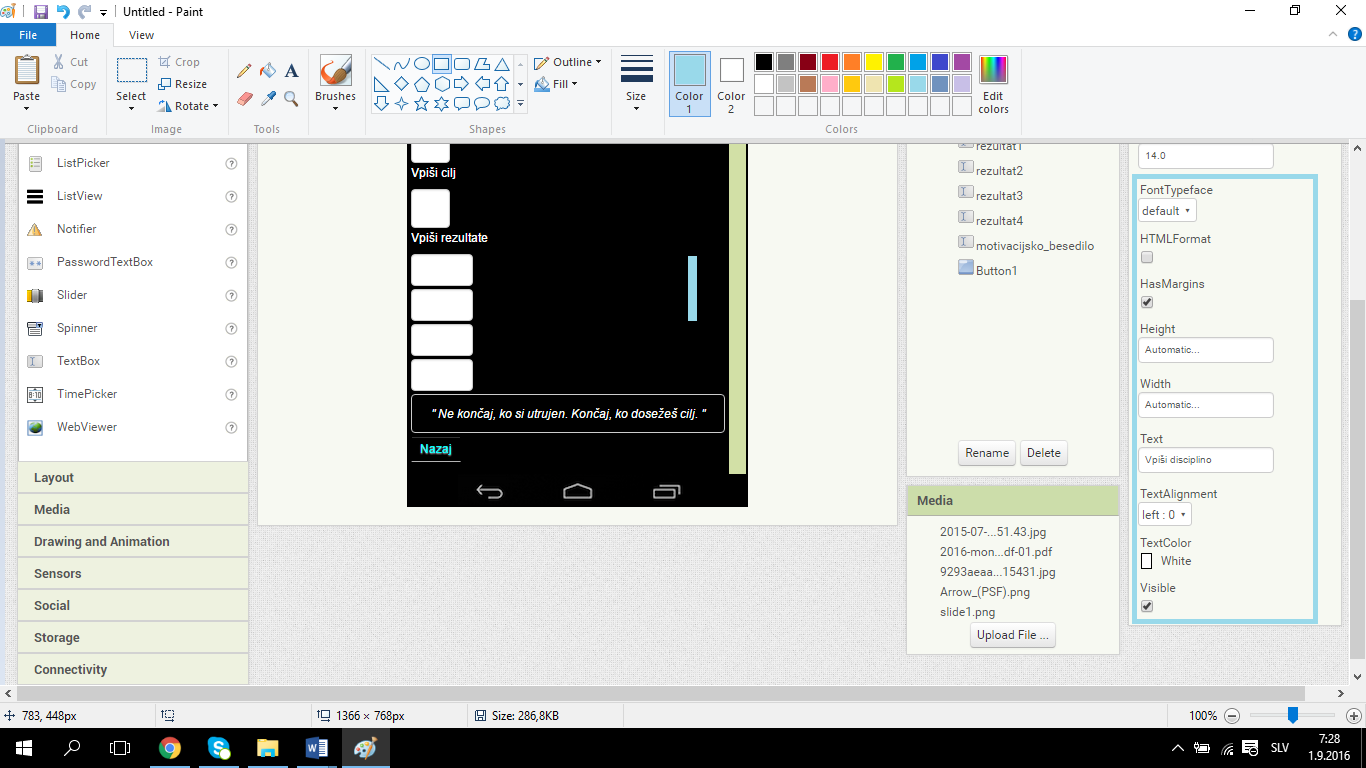 Untitled - Paint
File
Home
View
Paste
Cut
Copy
Clipboard
Select
Crop
Resize
Rotate
Image
Tools
Brushes
Shapes
Outline
Fill
Size
Color 1
Color 2
Edit colors
Colors
ListPicker
ListView
Notifier
PasswordTextBox
Slider
Spinner
TextBox
TimePicker
WebViewer
Layout
Media
Drawing and Animation
Sensors
Social
Storage
Connectivity
Vpiši cilj
Vpiši rezultate
" Ne končaj, ko si utrujen. Končaj, ko dosežeš cilj. "
Nazaj
rezultat1
rezultat2
rezultat3
rezultat4
motivacijsko_besedilo
Button1
Rename
Delete
Media
2015-07-...51.43.jpg
2016-mon...df-01.pdf
9293aeaa...15431.jpg
Arrow_(PSF).png
slide1.png
Upload File ...
14.0
FontTypeface
default
HTMLFormat
HasMargins
Height
Automatic...
Width
Automatic...
Text
Vpiši disciplino
TextAlignment
left : 0
TextColor
White
Visible
783, 448px
1366 × 768px
Size: 286,8KB
100%
SLV
7:28
1.9.2016